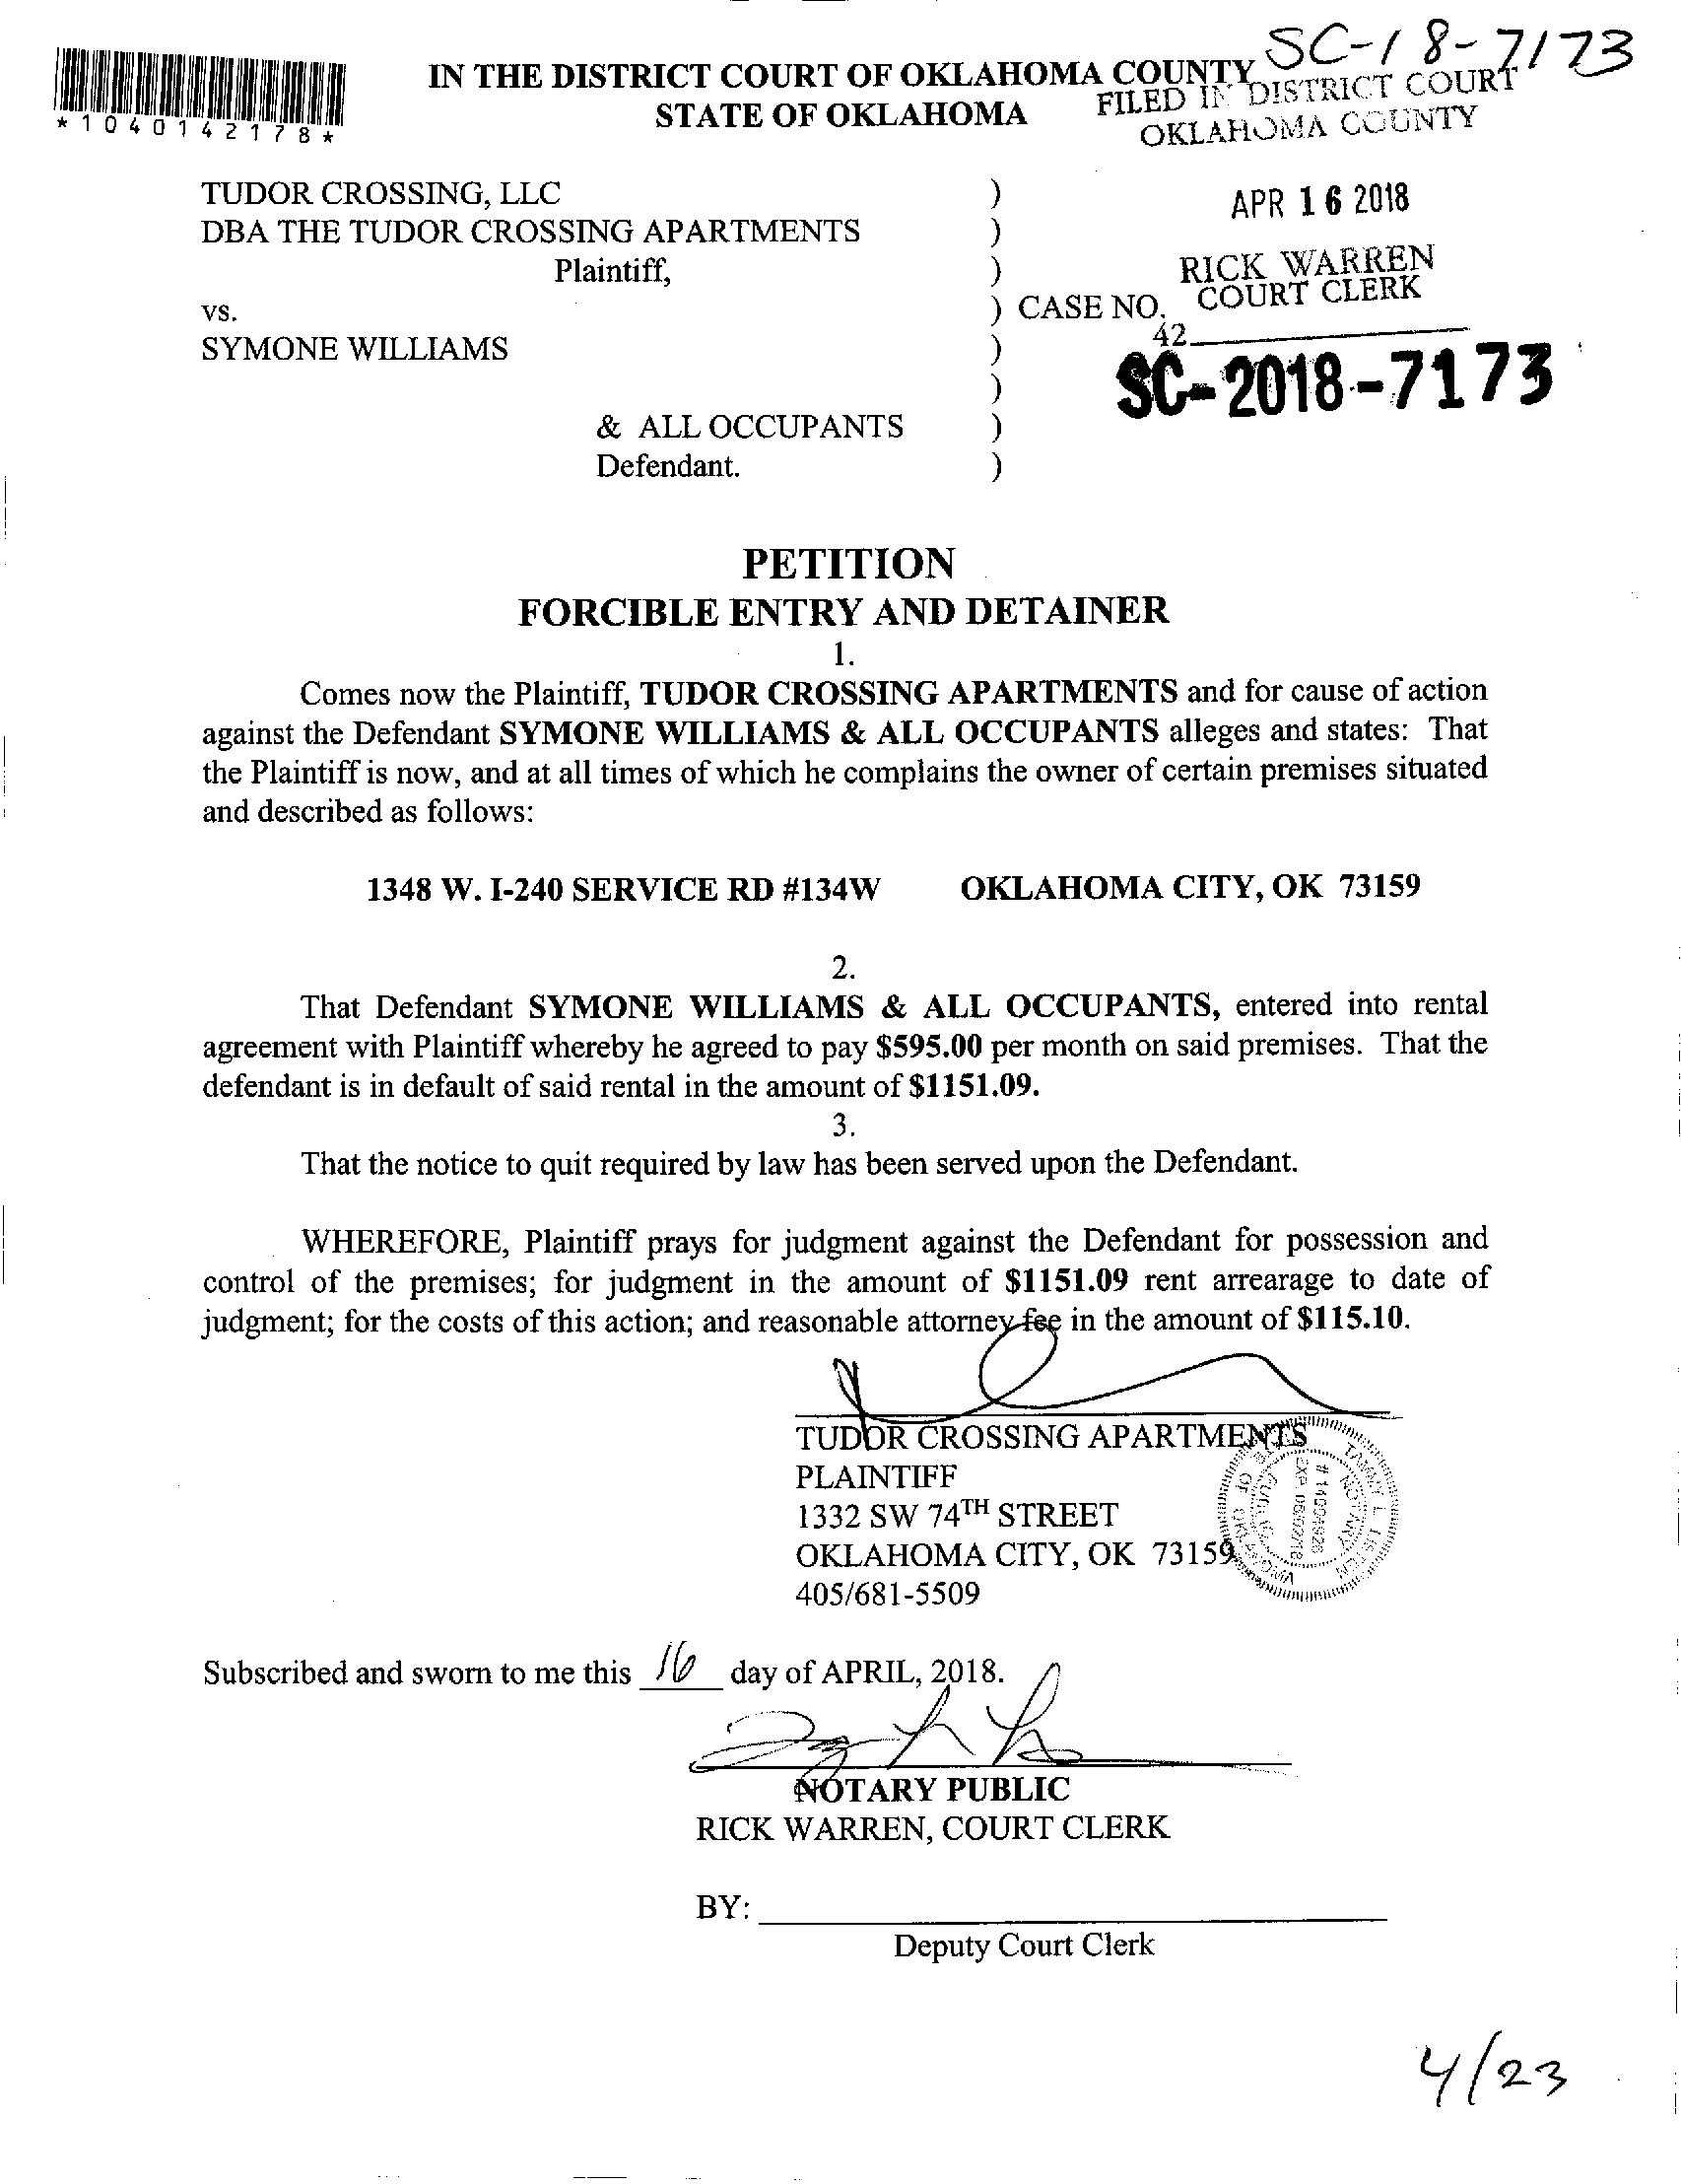 SC-18-7173
*1040142178*
IN THE DISTRICT COURT OF OKLAHOMA COUNTY
STATE OF OKLAHOMA
FILED IN DISTRICT COURT
OKLAHOMA COUNTY
APR 16 2018
RICK WARREN
COURT CLERK
42
SC-2018-7173
TUDOR CROSSING, LLC )
DBA THE TUDOR CROSSING APARTMENTS )
Plaintiff, )
vs. ) CASE NO.
SYMONE WILLIAMS )
)
& ALL OCCUPANTS )
Defendant. )
PETITION
FORCIBLE ENTRY AND DETAINER
1.
Comes now the Plaintiff, TUDOR CROSSING APARTMENTS and for cause of action
against the Defendant SYMONE WILLIAMS & ALL OCCUPANTS alleges and states: That
the Plaintiff is now, and at all times of which he complains the owner of certain premises situated
and described as follows:
1348 W. I-240 SERVICE RD #134W OKLAHOMA CITY, OK 73159
2.
That Defendant SYMONE WILLIAMS & ALL OCCUPANTS, entered into rental
agreement with Plaintiff whereby he agreed to pay $595.00 per month on said premises. That the
defendant is in default of said rental in the amount of $1151.09.
3.
That the notice to quit required by law has been served upon the Defendant.
WHEREFORE, Plaintiff prays for judgment against the Defendant for possession and
control of the premises; for judgment in the amount of $1151.09 rent arrearage to date of
judgment; for the costs of this action; and reasonable attorney fee in the amount of $115.10.
TUDOR CROSSING APARTMENTS
PLAINTIFF
1332 SW 74TH STREET
OKLAHOMA CITY, OK 73159
405/681-5509
TAMMY L.
NOTARY
# 14004926
EXP. 06/02/18
Subscribed and sworn to me this 16 day of APRIL, 2018.
NOTARY PUBLIC
RICK WARREN, COURT CLERK
BY:
Deputy Court Clerk
4/23